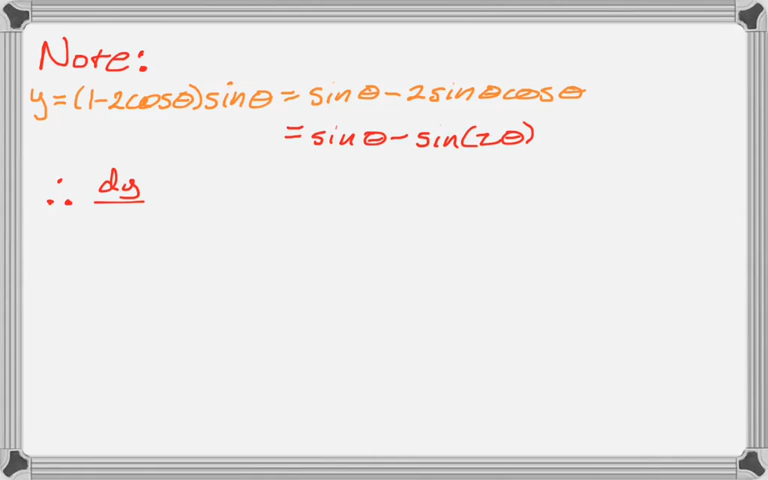 Note:
y=(1-2cosθ)sinθ = sinθ-2sinθcosθ
= sinθ-sin(2θ)
∴ dy